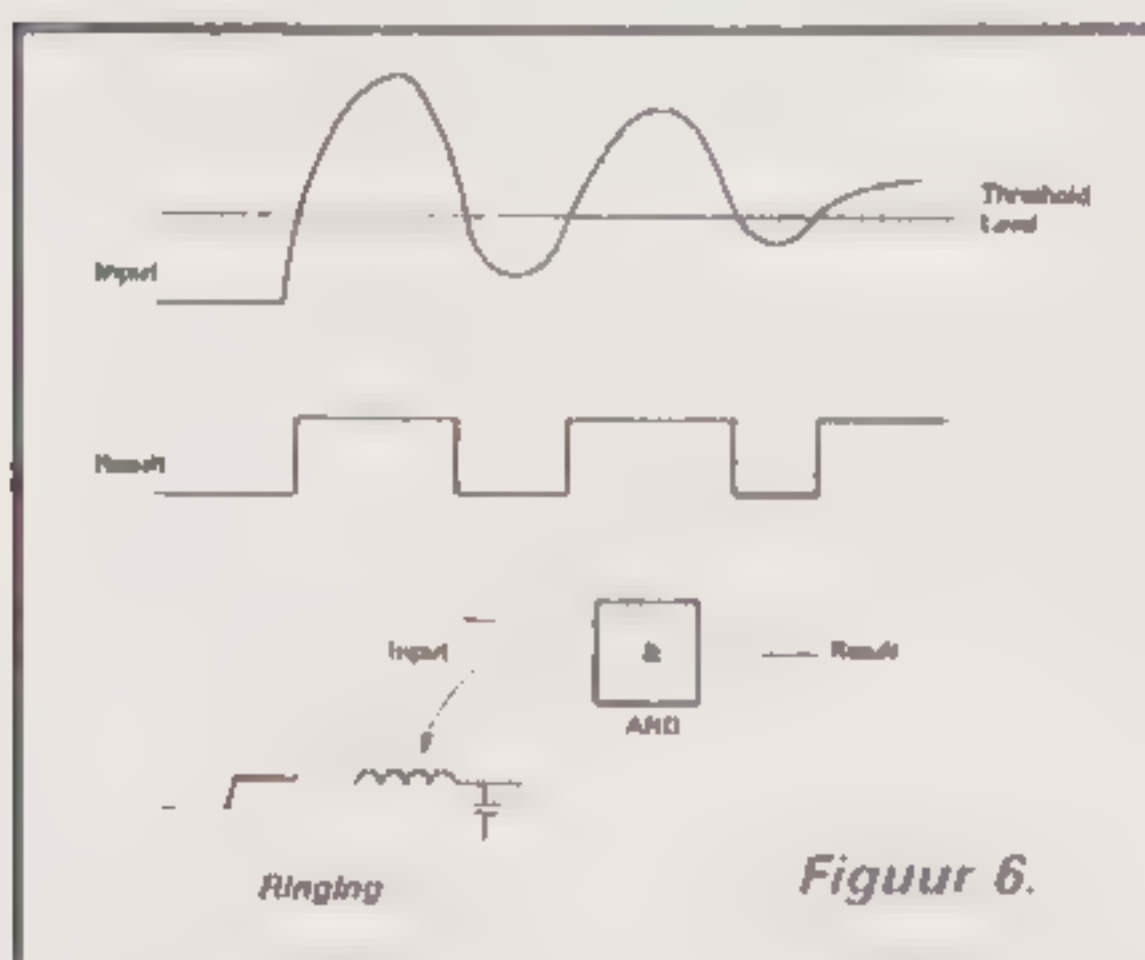 Threshold
Level
Input
Result
Input
&
Result
AND
Ringing
Figuur 6.